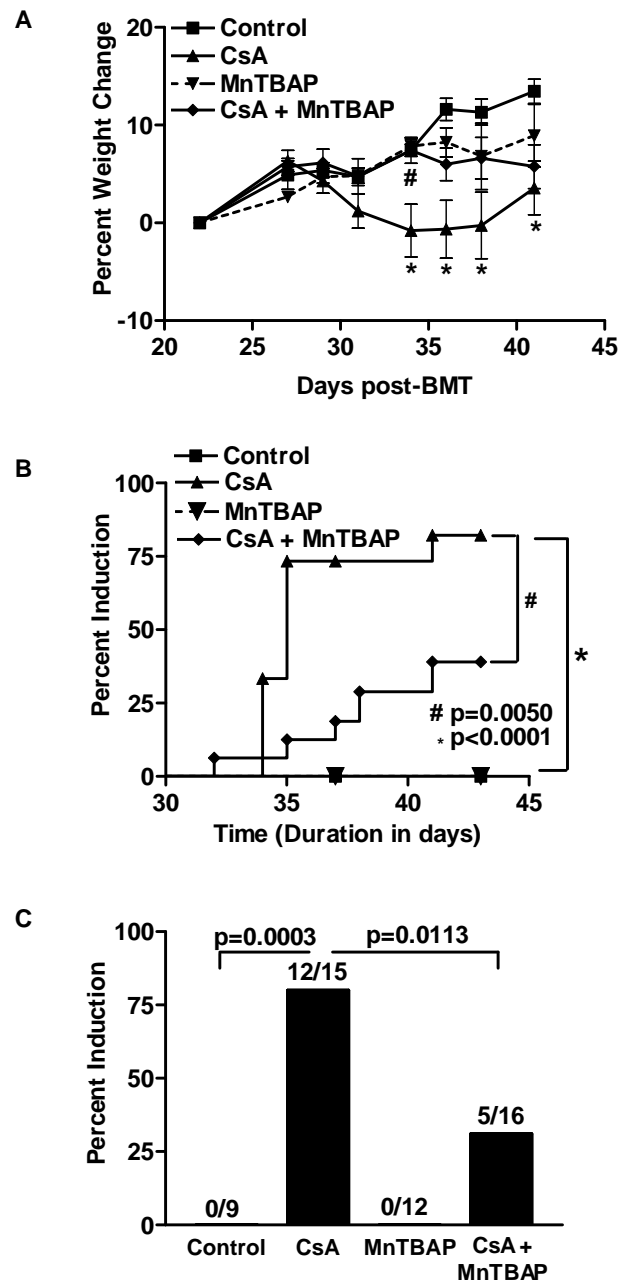 A
Control
CsA
MnTBAP
CsA + MnTBAP
Percent Weight Change
20
10
0
-10
#
* * * *
20 25 30 35 40 45
Days post-BMT
B
Control
CsA
MnTBAP
CsA + MnTBAP
Percent Induction
100
75
50
25
0
#
*
# p=0.0050
* p<0.0001
30 35 40 45
Time (Duration in days)
C
Percent Induction
100
75
50
25
0
p=0.0003 p=0.0113
12/15
5/16
0/9 0/12
Control CsA MnTBAP CsA +
MnTBAP